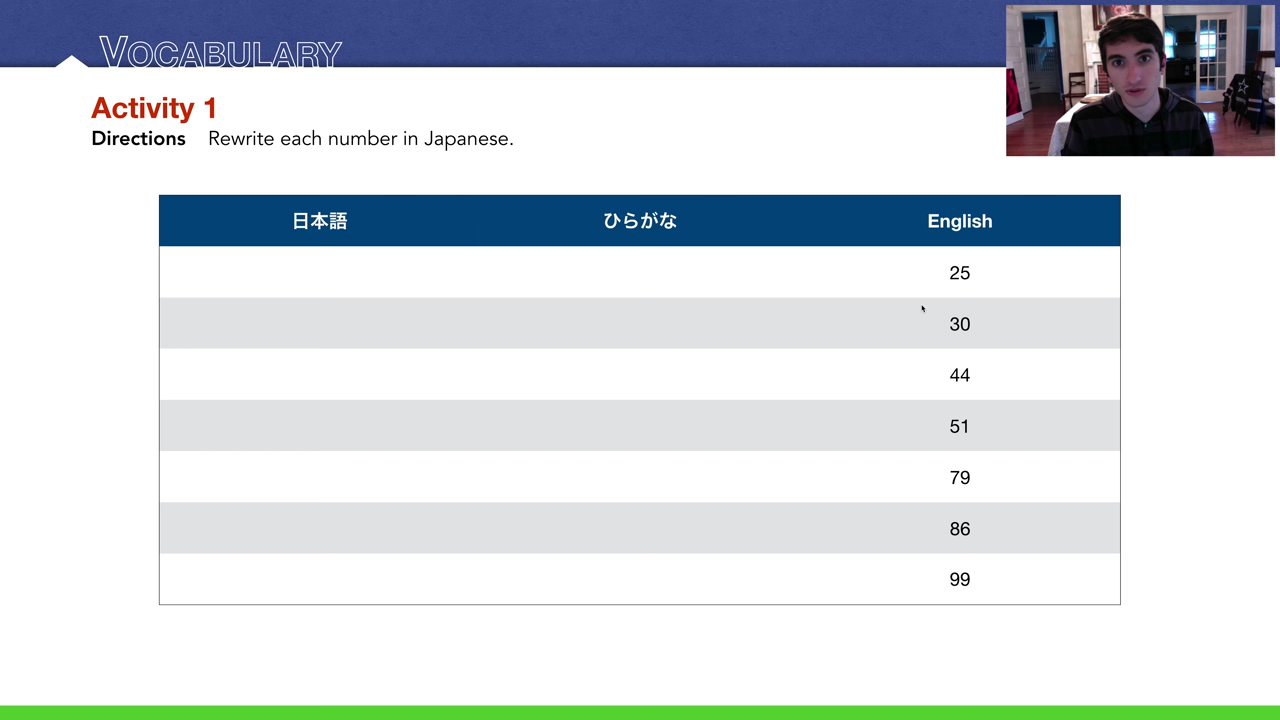 VOCABULARY
Activity 1
Directions Rewrite each number in Japanese.
日本語 ひらがな English
25
30
44
51
79
86
99